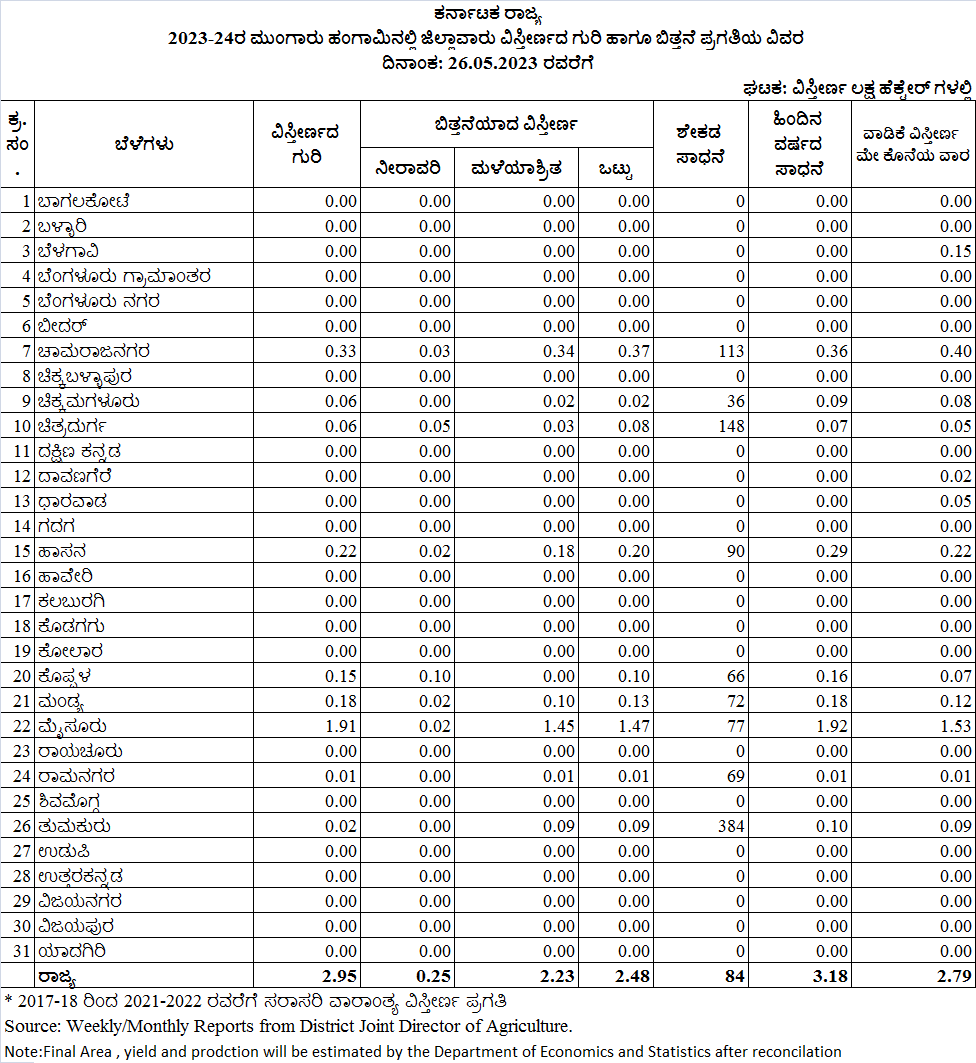 ಕರ್ನಾಟಕ ರಾಜ್ಯ
2023-24ರ ಮುಂಗಾರು ಹಂಗಾಮಿನಲ್ಲಿ ಜಿಲ್ಲಾವಾರು ವಿಸ್ತೀರ್ಣದ ಗುರಿ ಹಾಗೂ ಬಿತ್ತನೆ ಪ್ರಗತಿಯ ವಿವರ
ದಿನಾಂಕ: 26.05.2023 ರವರೆಗೆ
ಘಟಕ: ವಿಸ್ತೀರ್ಣ ಲಕ್ಷ ಹೆಕ್ಟೇರ್ ಗಳಲ್ಲಿ
ಕ್ರ. ಸಂ . ಬೆಳೆಗಳು ವಿಸ್ತೀರ್ಣದ ಗುರಿ ಬಿತ್ತನೆಯಾದ ವಿಸ್ತೀರ್ಣ ಶೇಕಡ ಸಾಧನೆ ಹಿಂದಿನ ವರ್ಷದ ಸಾಧನೆ ವಾಡಿಕೆ ವಿಸ್ತೀರ್ಣ ಮೇ ಕೊನೆಯ ವಾರ
ನೀರಾವರಿ ಮಳೆಯಾಶ್ರಿತ ಒಟ್ಟು
1 ಬಾಗಲಕೋಟೆ 0.00 0.00 0.00 0.00 0 0.00 0.00
2 ಬಳ್ಳಾರಿ 0.00 0.00 0.00 0.00 0 0.00 0.00
3 ಬೆಳಗಾವಿ 0.00 0.00 0.00 0.00 0 0.00 0.15
4 ಬೆಂಗಳೂರು ಗ್ರಾಮಾಂತರ 0.00 0.00 0.00 0.00 0 0.00 0.00
5 ಬೆಂಗಳೂರು ನಗರ 0.00 0.00 0.00 0.00 0 0.00 0.00
6 ಬೀದರ್ 0.00 0.00 0.00 0.00 0 0.00 0.00
7 ಚಾಮರಾಜನಗರ 0.33 0.03 0.34 0.37 113 0.36 0.40
8 ಚಿಕ್ಕಬಳ್ಳಾಪುರ 0.00 0.00 0.00 0.00 0 0.00 0.00
9 ಚಿಕ್ಕಮಗಳೂರು 0.06 0.00 0.02 0.02 36 0.09 0.08
10 ಚಿತ್ರದುರ್ಗ 0.06 0.05 0.03 0.08 148 0.07 0.05
11 ದಕ್ಷಿಣ ಕನ್ನಡ 0.00 0.00 0.00 0.00 0 0.00 0.00
12 ದಾವಣಗೆರೆ 0.00 0.00 0.00 0.00 0 0.00 0.02
13 ಧಾರವಾಡ 0.00 0.00 0.00 0.00 0 0.00 0.05
14 ಗದಗ 0.00 0.00 0.00 0.00 0 0.00 0.00
15 ಹಾಸನ 0.22 0.02 0.18 0.20 90 0.29 0.22
16 ಹಾವೇರಿ 0.00 0.00 0.00 0.00 0 0.00 0.00
17 ಕಲಬುರಗಿ 0.00 0.00 0.00 0.00 0 0.00 0.00
18 ಕೊಡಗಗು 0.00 0.00 0.00 0.00 0 0.00 0.00
19 ಕೋಲಾರ 0.00 0.00 0.00 0.00 0 0.00 0.00
20 ಕೊಪ್ಪಳ 0.15 0.10 0.00 0.10 66 0.16 0.07
21 ಮಂಡ್ಯ 0.18 0.02 0.10 0.13 72 0.18 0.12
22 ಮೈಸೂರು 1.91 0.02 1.45 1.47 77 1.92 1.53
23 ರಾಯಚೂರು 0.00 0.00 0.00 0.00 0 0.00 0.00
24 ರಾಮನಗರ 0.01 0.00 0.01 0.01 69 0.01 0.01
25 ಶಿವಮೊಗ್ಗ 0.00 0.00 0.00 0.00 0 0.00 0.00
26 ತುಮಕುರು 0.02 0.00 0.09 0.09 384 0.10 0.09
27 ಉಡುಪಿ 0.00 0.00 0.00 0.00 0 0.00 0.00
28 ಉತ್ತರಕನ್ನಡ 0.00 0.00 0.00 0.00 0 0.00 0.00
29 ವಿಜಯನಗರ 0.00 0.00 0.00 0.00 0 0.00 0.00
30 ವಿಜಯಪುರ 0.00 0.00 0.00 0.00 0 0.00 0.00
31 ಯಾದಗಿರಿ 0.00 0.00 0.00 0.00 0 0.00 0.00
ರಾಜ್ಯ 2.95 0.25 2.23 2.48 84 3.18 2.79
* 2017-18 ರಿಂದ 2021-2022 ರವರೆಗೆ ಸರಾಸರಿ ವಾರಾಂತ್ಯ ವಿಸ್ತೀರ್ಣ ಪ್ರಗತಿ
Source: Weekly/Monthly Reports from District Joint Director of Agriculture.
Note:Final Area , yield and prodction will be estimated by the Department of Economics and Statistics after reconcilation